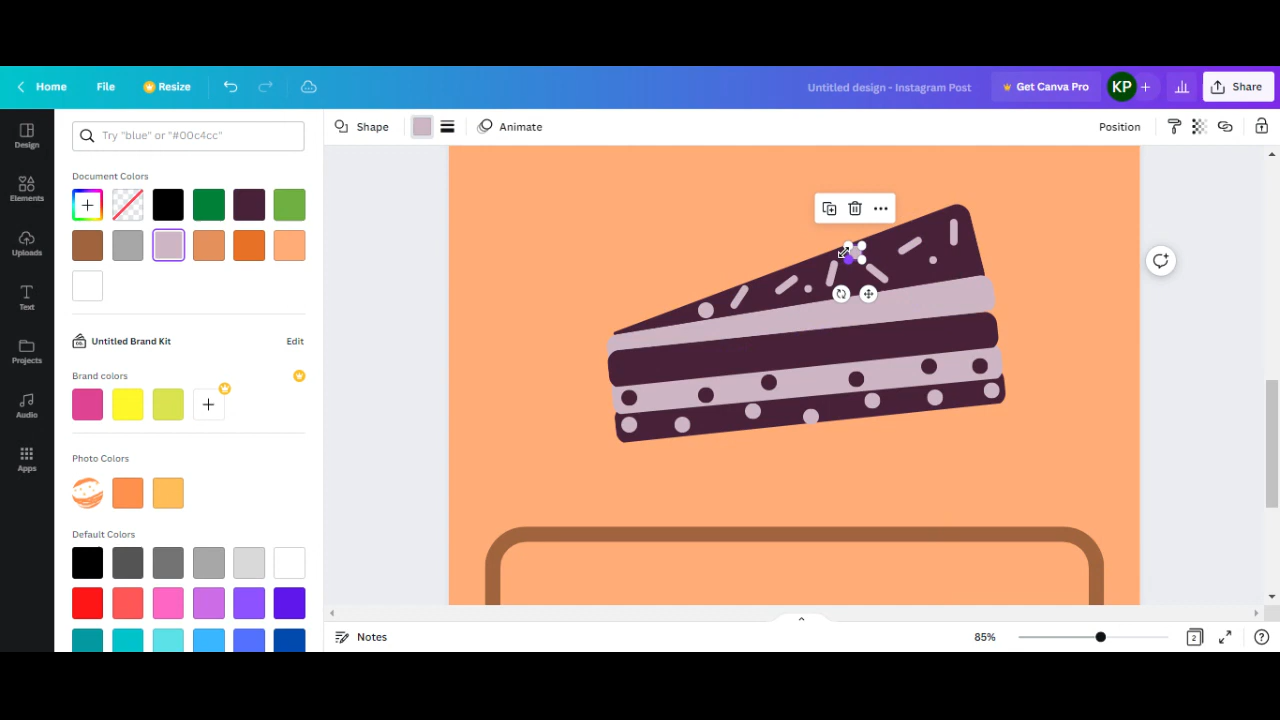 Home
File
Resize
Untitled design - Instagram Post
Get Canva Pro
KP
+
Share
Design
Elements
Uploads
Text
Projects
Audio
Apps
Try "blue" or "#00c4cc"
Shape
Animate
Position
Document Colors
+
Untitled Brand Kit
Edit
Brand colors
+
Photo Colors
Default Colors
Notes
85%
2
?